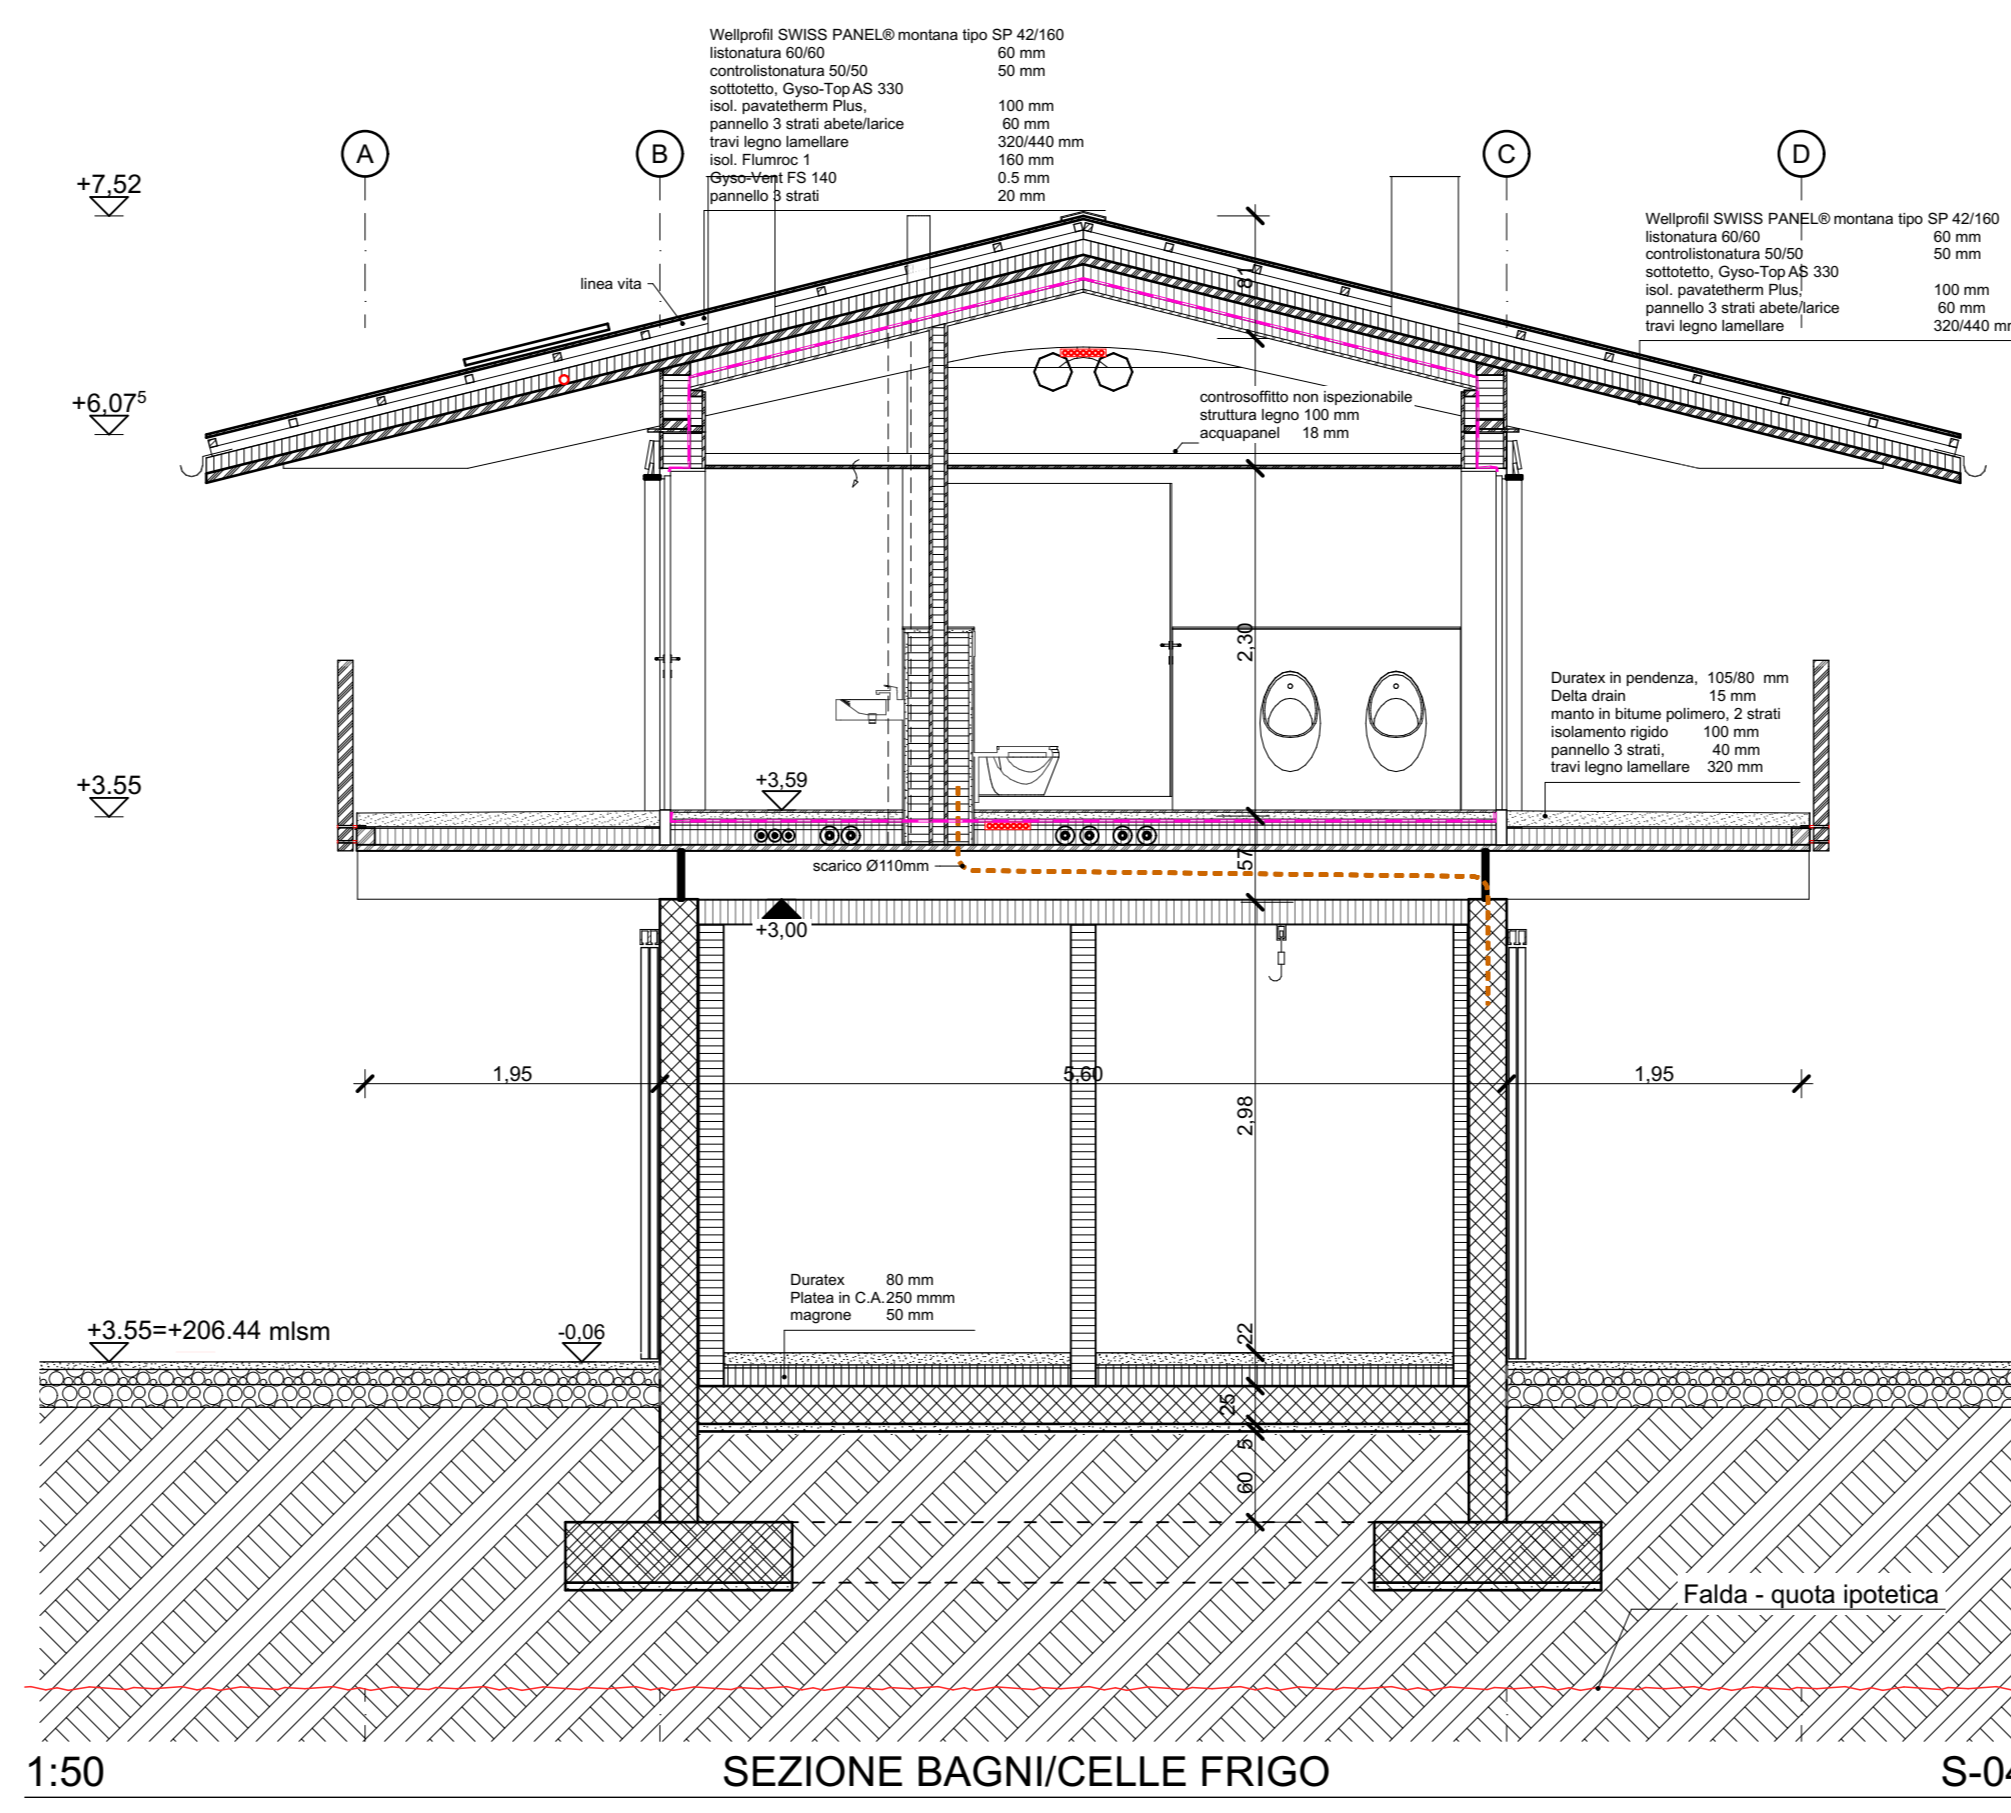 Wellprofil SWISS PANEL® montana tipo SP 42/160
listonatura 60/60 60 mm
controlistonatura 50/50 50 mm
sottotetto, Gyso-Top AS 330
isol. pavatetherm Plus, 100 mm
pannello 3 strati abete/larice 60 mm
travi legno lamellare 320/440 mm
isol. Flumroc 1 160 mm
Gyso-Vent FS 140 0.5 mm
pannello 3 strati 20 mm
A
B
C
D
+7,52
Wellprofil SWISS PANEL® montana tipo SP 42/160
listonatura 60/60 60 mm
controlistonatura 50/50 50 mm
sottotetto, Gyso-Top AS 330
isol. pavatetherm Plus, 100 mm
pannello 3 strati abete/larice 60 mm
travi legno lamellare 320/440 mm
linea vita
81
+6,07⁵
controsoffitto non ispezionabile
struttura legno 100 mm
acquapanel 18 mm
2,30
Duratex in pendenza, 105/80 mm
Delta drain 15 mm
manto in bitume polimero, 2 strati
isolamento rigido 100 mm
pannello 3 strati, 40 mm
travi legno lamellare 320 mm
+3.55
+3,59
scarico Ø110mm
57
+3,00
1,95
5,60
1,95
2,98
Duratex 80 mm
Platea in C.A. 250 mmm
magrone 50 mm
+3.55=+206.44 mlsm
-0,06
22
25
5
60
Falda - quota ipotetica
1:50
SEZIONE BAGNI/CELLE FRIGO
S-04